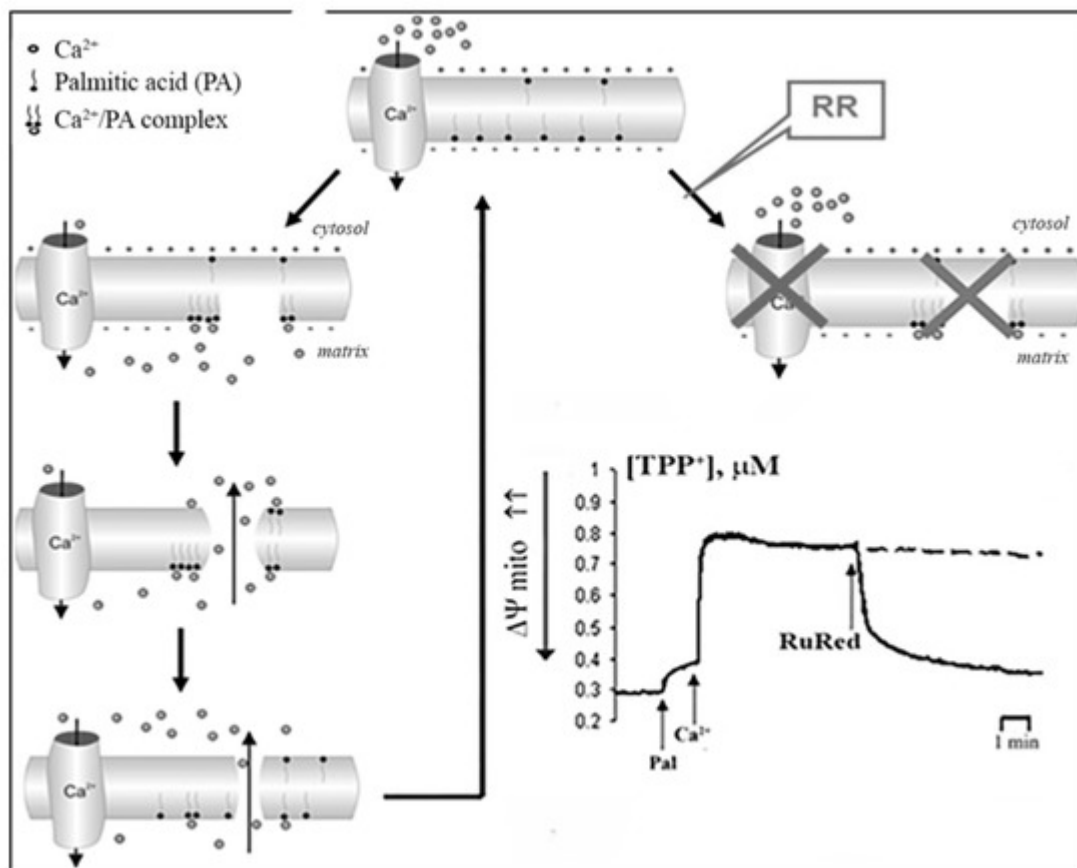 Ca²⁺
Palmitic acid (PA)
Ca²⁺/PA complex
Ca²⁺
RR
cytosol
Ca²⁺
matrix
cytosol
matrix
Ca²⁺
Ca²⁺
[TPP⁺], µM
ΔΨ mito ↑↑
1
0.9
0.8
0.7
0.6
0.5
0.4
0.3
0.2
RuRed
Pal
Ca²⁺
1 min